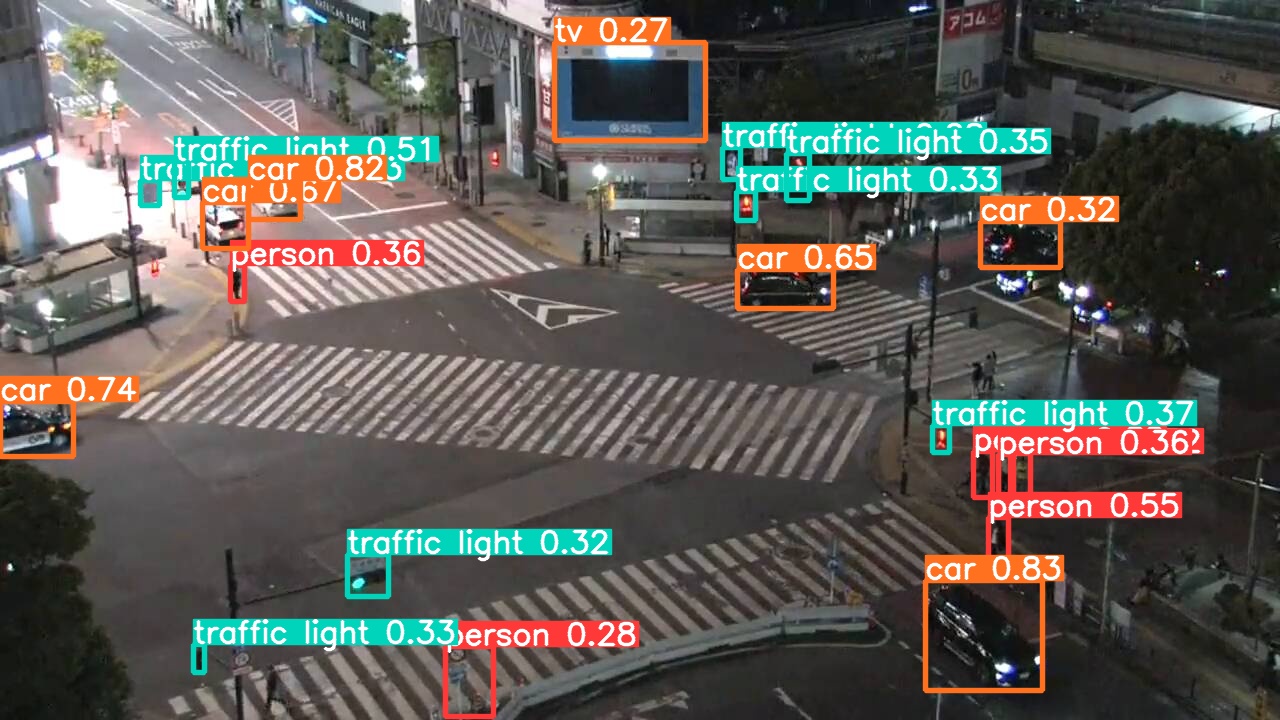 AMERICAN EAGLE
tv 0.27
アコム
traffic light 0.51
traffic light 0.35
car 0.82
car 0.67
traffic light 0.33
car 0.32
person 0.36
car 0.65
car 0.74
traffic light 0.37
person 0.36
person 0.55
traffic light 0.32
car 0.83
traffic light 0.33
person 0.28